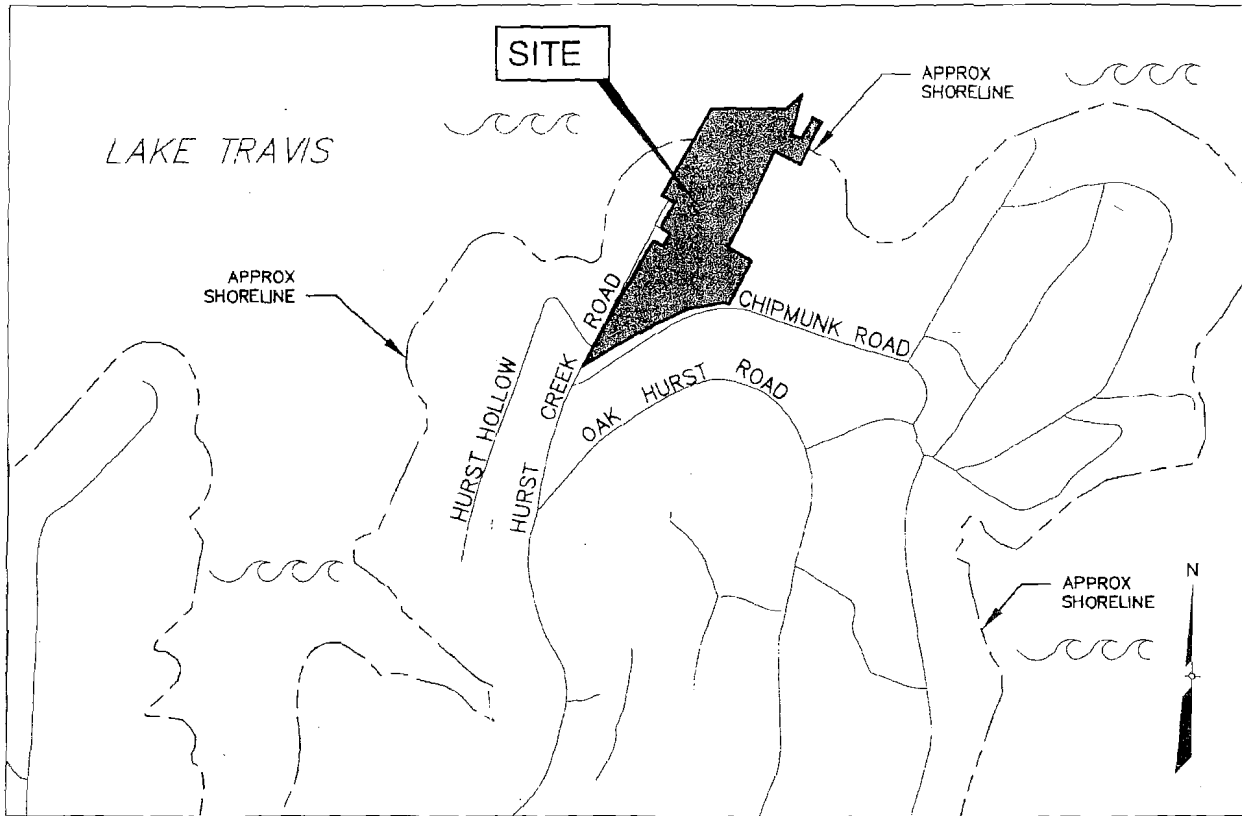 SITE
APPROX
SHORELINE
LAKE TRAVIS
APPROX
SHORELINE
HURST CREEK ROAD
CHIPMUNK ROAD
OAK HURST ROAD
HURST HOLLOW
N
APPROX
SHORELINE